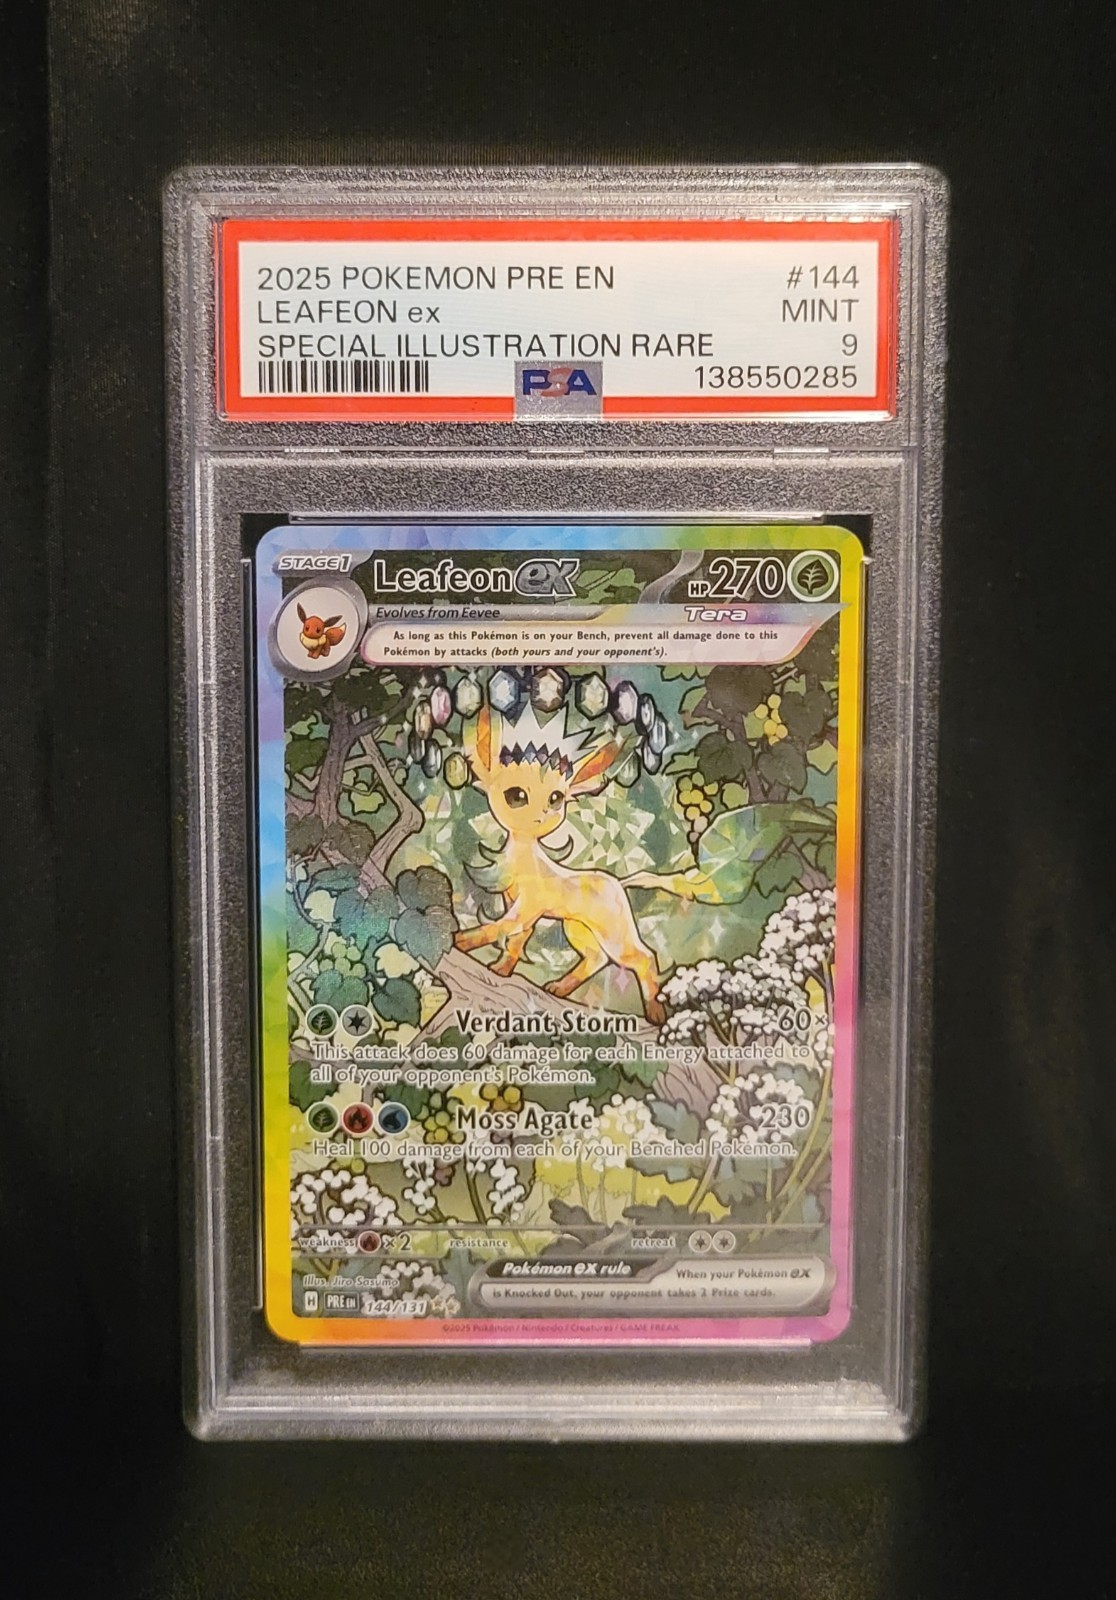 2025 POKEMON PRE EN #144
LEAFEON ex MINT
SPECIAL ILLUSTRATION RARE 9
PSA 138550285
STAGE1 Leafeon ex HP 270
Evolves from Eevee Tera
As long as this Pokémon is on your Bench, prevent all damage done to this
Pokémon by attacks (both yours and your opponent's).
Verdant Storm 60×
This attack does 60 damage for each Energy attached to
all of your opponent's Pokémon.
Moss Agate 230
Heal 100 damage from each of your Benched Pokémon.
weakness ×2 resistance retreat
Pokémon ex rule When your Pokémon ex
is Knocked Out, your opponent takes 2 Prize cards.
Illus. Jiro Sasumo
H PRE EN 144/131
©2025 Pokémon / Nintendo / Creatures / GAME FREAK